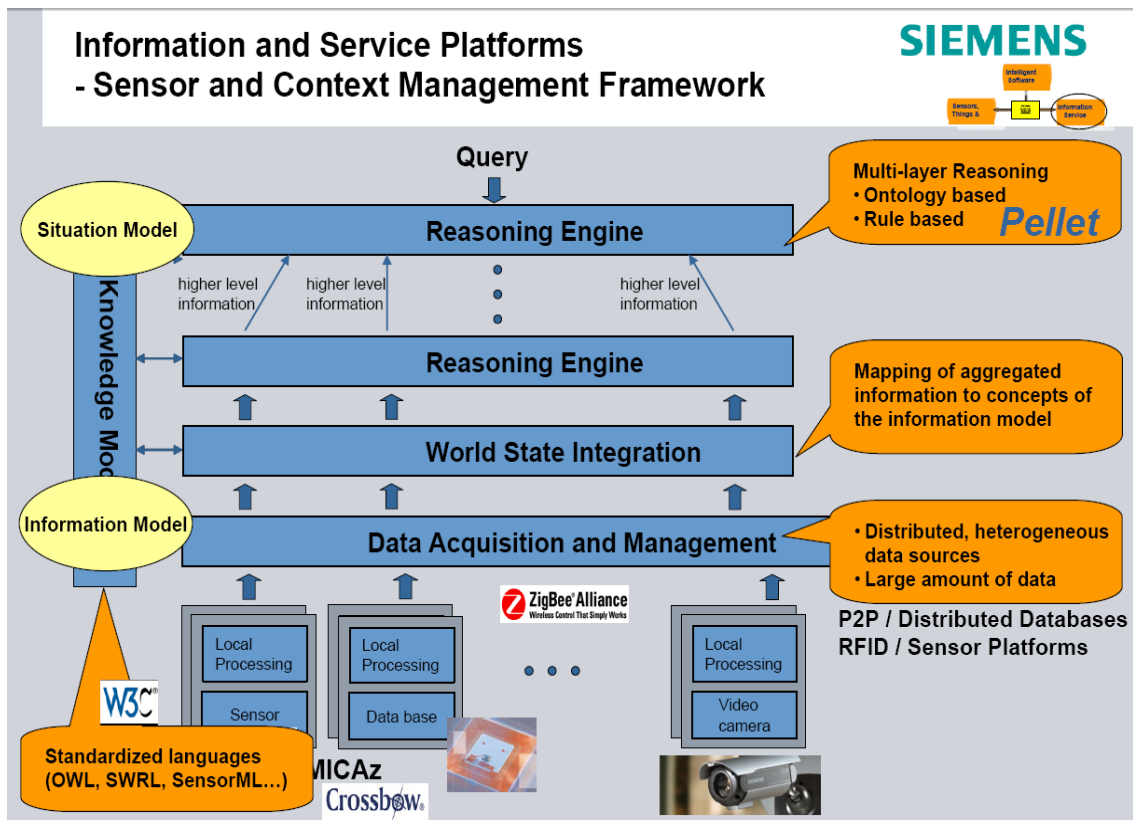 Information and Service Platforms
- Sensor and Context Management Framework
SIEMENS
Intelligent
Software
Sensors,
Things &
Information
Service
Query
Multi-layer Reasoning
• Ontology based
• Rule based
Pellet
Situation Model
Reasoning Engine
higher level
information
higher level
information
higher level
information
Knowledge Mod
Reasoning Engine
Mapping of aggregated
information to concepts of
the information model
World State Integration
Information Model
Data Acquisition and Management
• Distributed, heterogeneous
data sources
• Large amount of data
ZigBee® Alliance
Wireless Control That Simply Works
P2P / Distributed Databases
RFID / Sensor Platforms
Local
Processing
Sensor
Local
Processing
Data base
Local
Processing
Video
camera
W3C®
Standardized languages
(OWL, SWRL, SensorML…)
MICAz
Crossbow®
SIEMENS